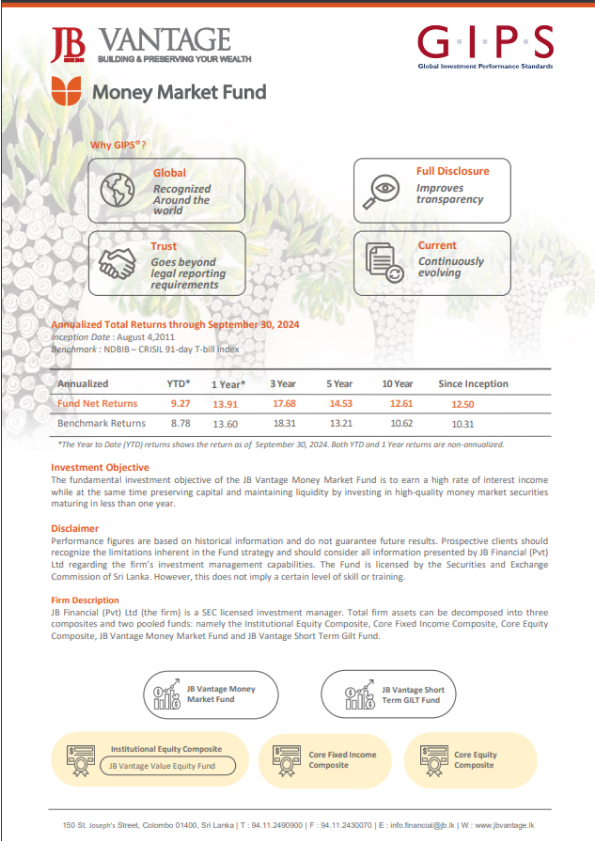 JB VANTAGE
BUILDING & PRESERVING YOUR WEALTH
G·I·P·S
Global Investment Performance Standards
Money Market Fund
Why GIPS®?
Global
Recognized
Around the
world
Full Disclosure
Improves
transparency
Trust
Goes beyond
legal reporting
requirements
Current
Continuously
evolving
Annualized Total Returns through September 30, 2024
Inception Date : August 4,2011
Benchmark : NDBIB – CRISIL 91-day T-bill index
Annualized YTD* 1 Year* 3 Year 5 Year 10 Year Since Inception
Fund Net Returns 9.27 13.91 17.68 14.53 12.61 12.50
Benchmark Returns 8.78 13.60 18.31 13.21 10.62 10.31
*The Year to Date (YTD) returns shows the return as of September 30, 2024. Both YTD and 1 Year returns are non-annualized.
Investment Objective
The fundamental investment objective of the JB Vantage Money Market Fund is to earn a high rate of interest income
while at the same time preserving capital and maintaining liquidity by investing in high-quality money market securities
maturing in less than one year.
Disclaimer
Performance figures are based on historical information and do not guarantee future results. Prospective clients should
recognize the limitations inherent in the Fund strategy and should consider all information presented by JB Financial (Pvt)
Ltd regarding the firm's investment management capabilities. The Fund is licensed by the Securities and Exchange
Commission of Sri Lanka. However, this does not imply a certain level of skill or training.
Firm Description
JB Financial (Pvt) Ltd (the firm) is a SEC licensed investment manager. Total firm assets can be decomposed into three
composites and two pooled funds: namely the Institutional Equity Composite, Core Fixed Income Composite, Core Equity
Composite, JB Vantage Money Market Fund and JB Vantage Short Term Gilt Fund.
JB Vantage Money
Market Fund
JB Vantage Short
Term GILT Fund
Institutional Equity Composite
JB Vantage Value Equity Fund
Core Fixed Income
Composite
Core Equity
Composite
150 St. Joseph's Street, Colombo 01400, Sri Lanka | T : 94.11.2490900 | F : 94.11.2430070 | E : info.financial@jb.lk | W : www.jbvantage.lk